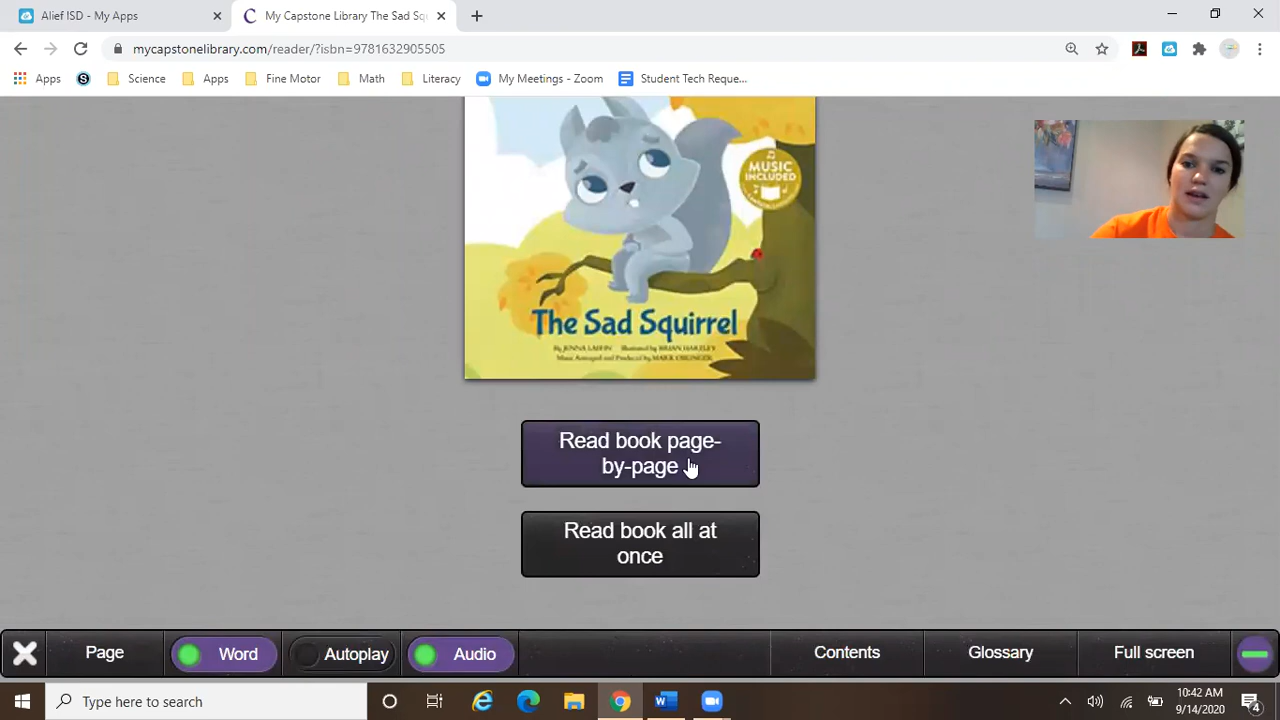 Alief ISD - My Apps
My Capstone Library The Sad Sq
mycapstonelibrary.com/reader/?isbn=9781632905505
Apps
Science
Apps
Fine Motor
Math
Literacy
My Meetings - Zoom
Student Tech Reque...
MUSIC
INCLUDED
The Sad Squirrel
Read book page-
by-page
Read book all at
once
Page
Word
Autoplay
Audio
Contents
Glossary
Full screen
Type here to search
10:42 AM
9/14/2020
4